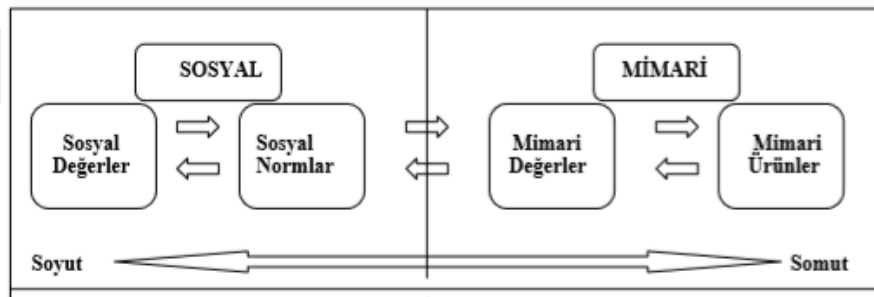 SOSYAL
MİMARİ
Sosyal
Değerler
Sosyal
Normlar
Mimari
Değerler
Mimari
Ürünler
Soyut
Somut